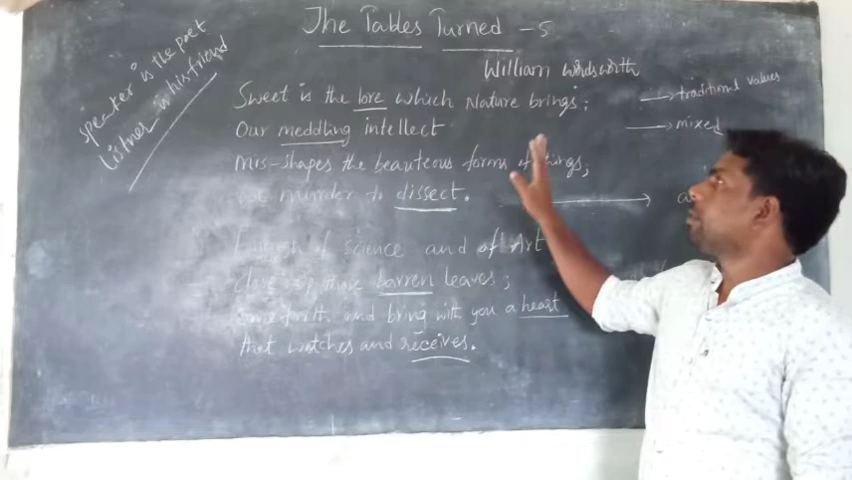 The Tables Turned - 5
William wordsworth
speaker is the poet
listner - is his friend
Sweet is the lore which Nature brings; → traditional values
Our meddling intellect → mixed
Mis-shapes the beauteous forms of things;
murder to dissect. →
Enough of science and of Art
close up those barren leaves;
come forth and bring with you a heart
that watches and receives.